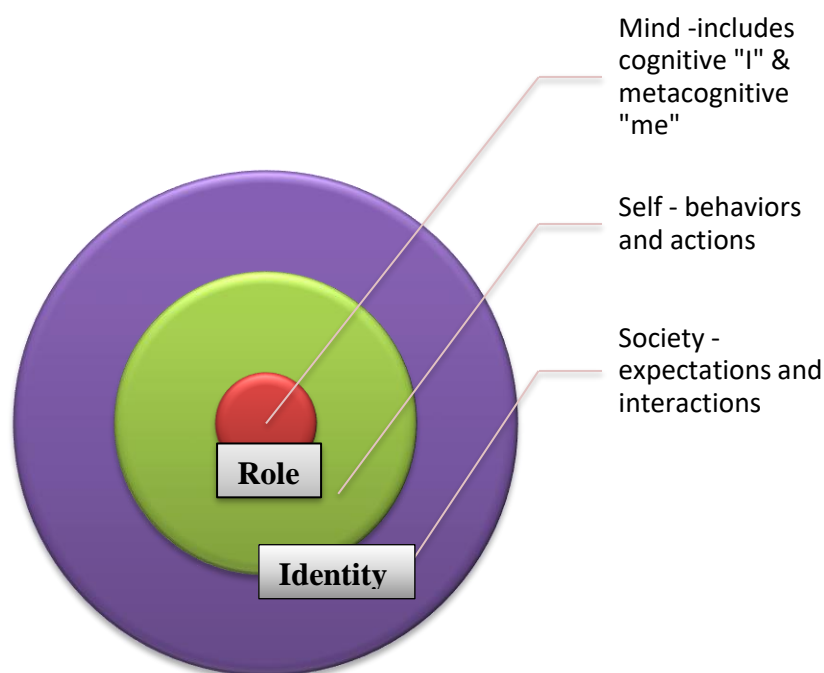 Mind -includes
cognitive "I" &
metacognitive
"me"
Self - behaviors
and actions
Society -
expectations and
interactions
Role
Identity